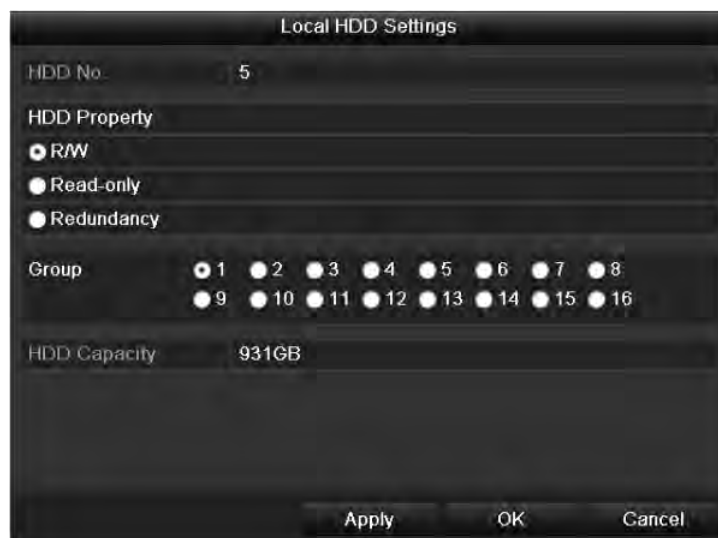 Local HDD Settings
HDD No. 5
HDD Property
R/W
Read-only
Redundancy
Group 1 2 3 4 5 6 7 8
9 10 11 12 13 14 15 16
HDD Capacity 931GB
Apply OK Cancel